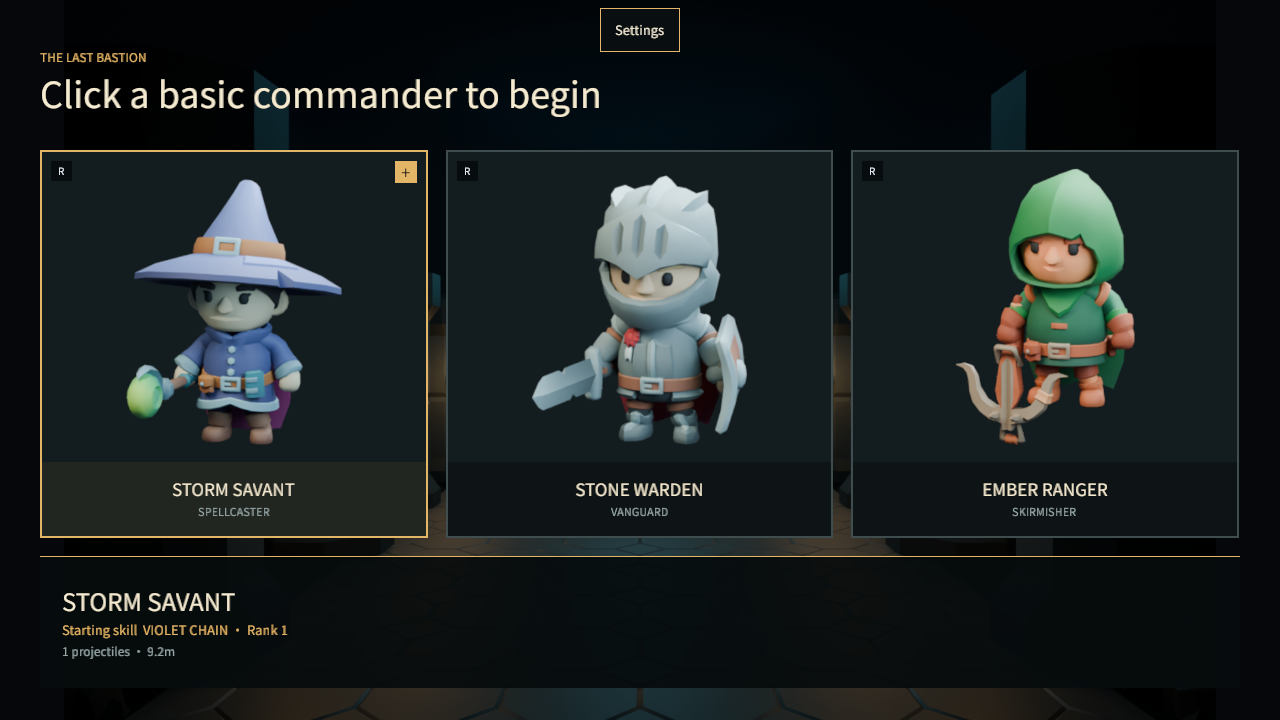 Settings
THE LAST BASTION
Click a basic commander to begin
R
+
R
R
STORM SAVANT
SPELLCASTER
STONE WARDEN
VANGUARD
EMBER RANGER
SKIRMISHER
STORM SAVANT
Starting skill VIOLET CHAIN • Rank 1
1 projectiles • 9.2m